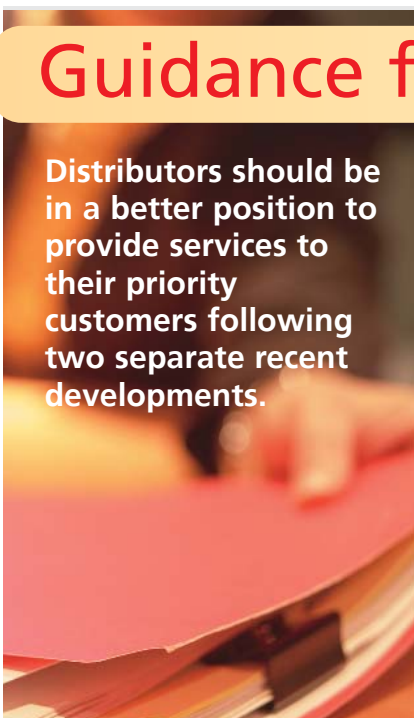 Guidance f
Distributors should be
in a better position to
provide services to
their priority
customers following
two separate recent
developments.